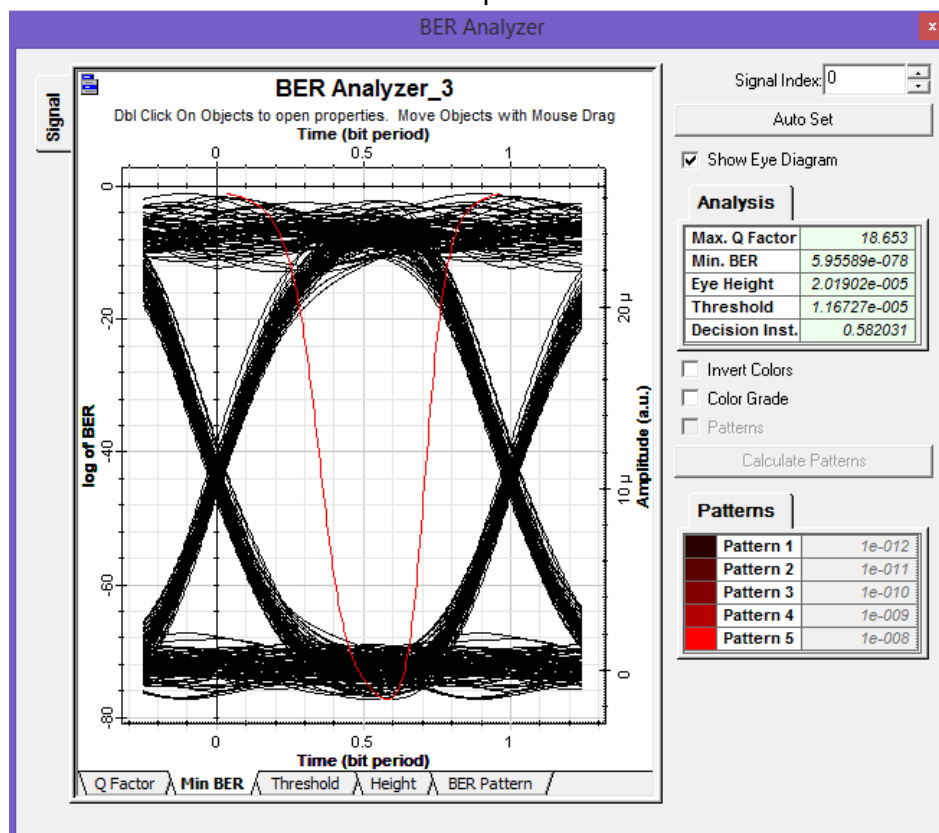 BER Analyzer
x
Signal
BER Analyzer_3
Dbl Click On Objects to open properties. Move Objects with Mouse Drag
Time (bit period)
0 0.5 1
0
-20
-40
-60
-80
log of BER
20 µ
10 µ
0
Amplitude (a.u.)
0 0.5 1
Time (bit period)
Q Factor Min BER Threshold Height BER Pattern
Signal Index: 0
Auto Set
Show Eye Diagram
Analysis
Max. Q Factor 18.653
Min. BER 5.95589e-078
Eye Height 2.01902e-005
Threshold 1.16727e-005
Decision Inst. 0.582031
Invert Colors
Color Grade
Patterns
Calculate Patterns
Patterns
Pattern 1 1e-012
Pattern 2 1e-011
Pattern 3 1e-010
Pattern 4 1e-009
Pattern 5 1e-008